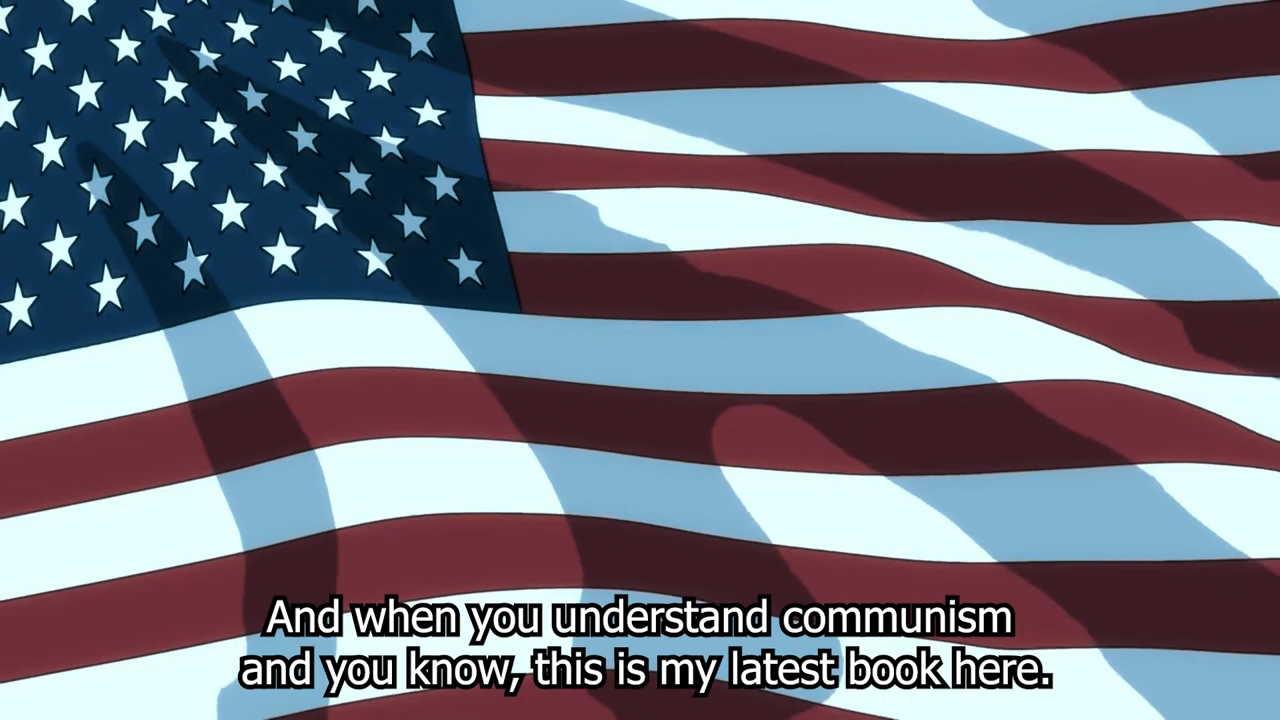 And when you understand communism
and you know, this is my latest book here.